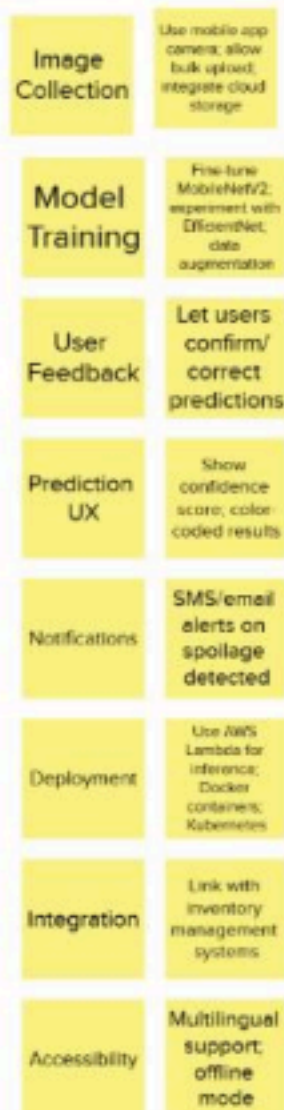 Image
Collection
Use mobile app
camera; allow
bulk upload;
integrate cloud
storage
Model
Training
Fine-tune
MobileNetV2;
experiment with
EfficientNet;
data
augmentation
User
Feedback
Let users
confirm/
correct
predictions
Prediction
UX
Show
confidence
score; color-
coded results
Notifications
SMS/email
alerts on
spoilage
detected
Deployment
Use AWS
Lambda for
inference;
Docker
containers;
Kubernetes
Integration
Link with
inventory
management
systems
Accessibility
Multilingual
support;
offline
mode